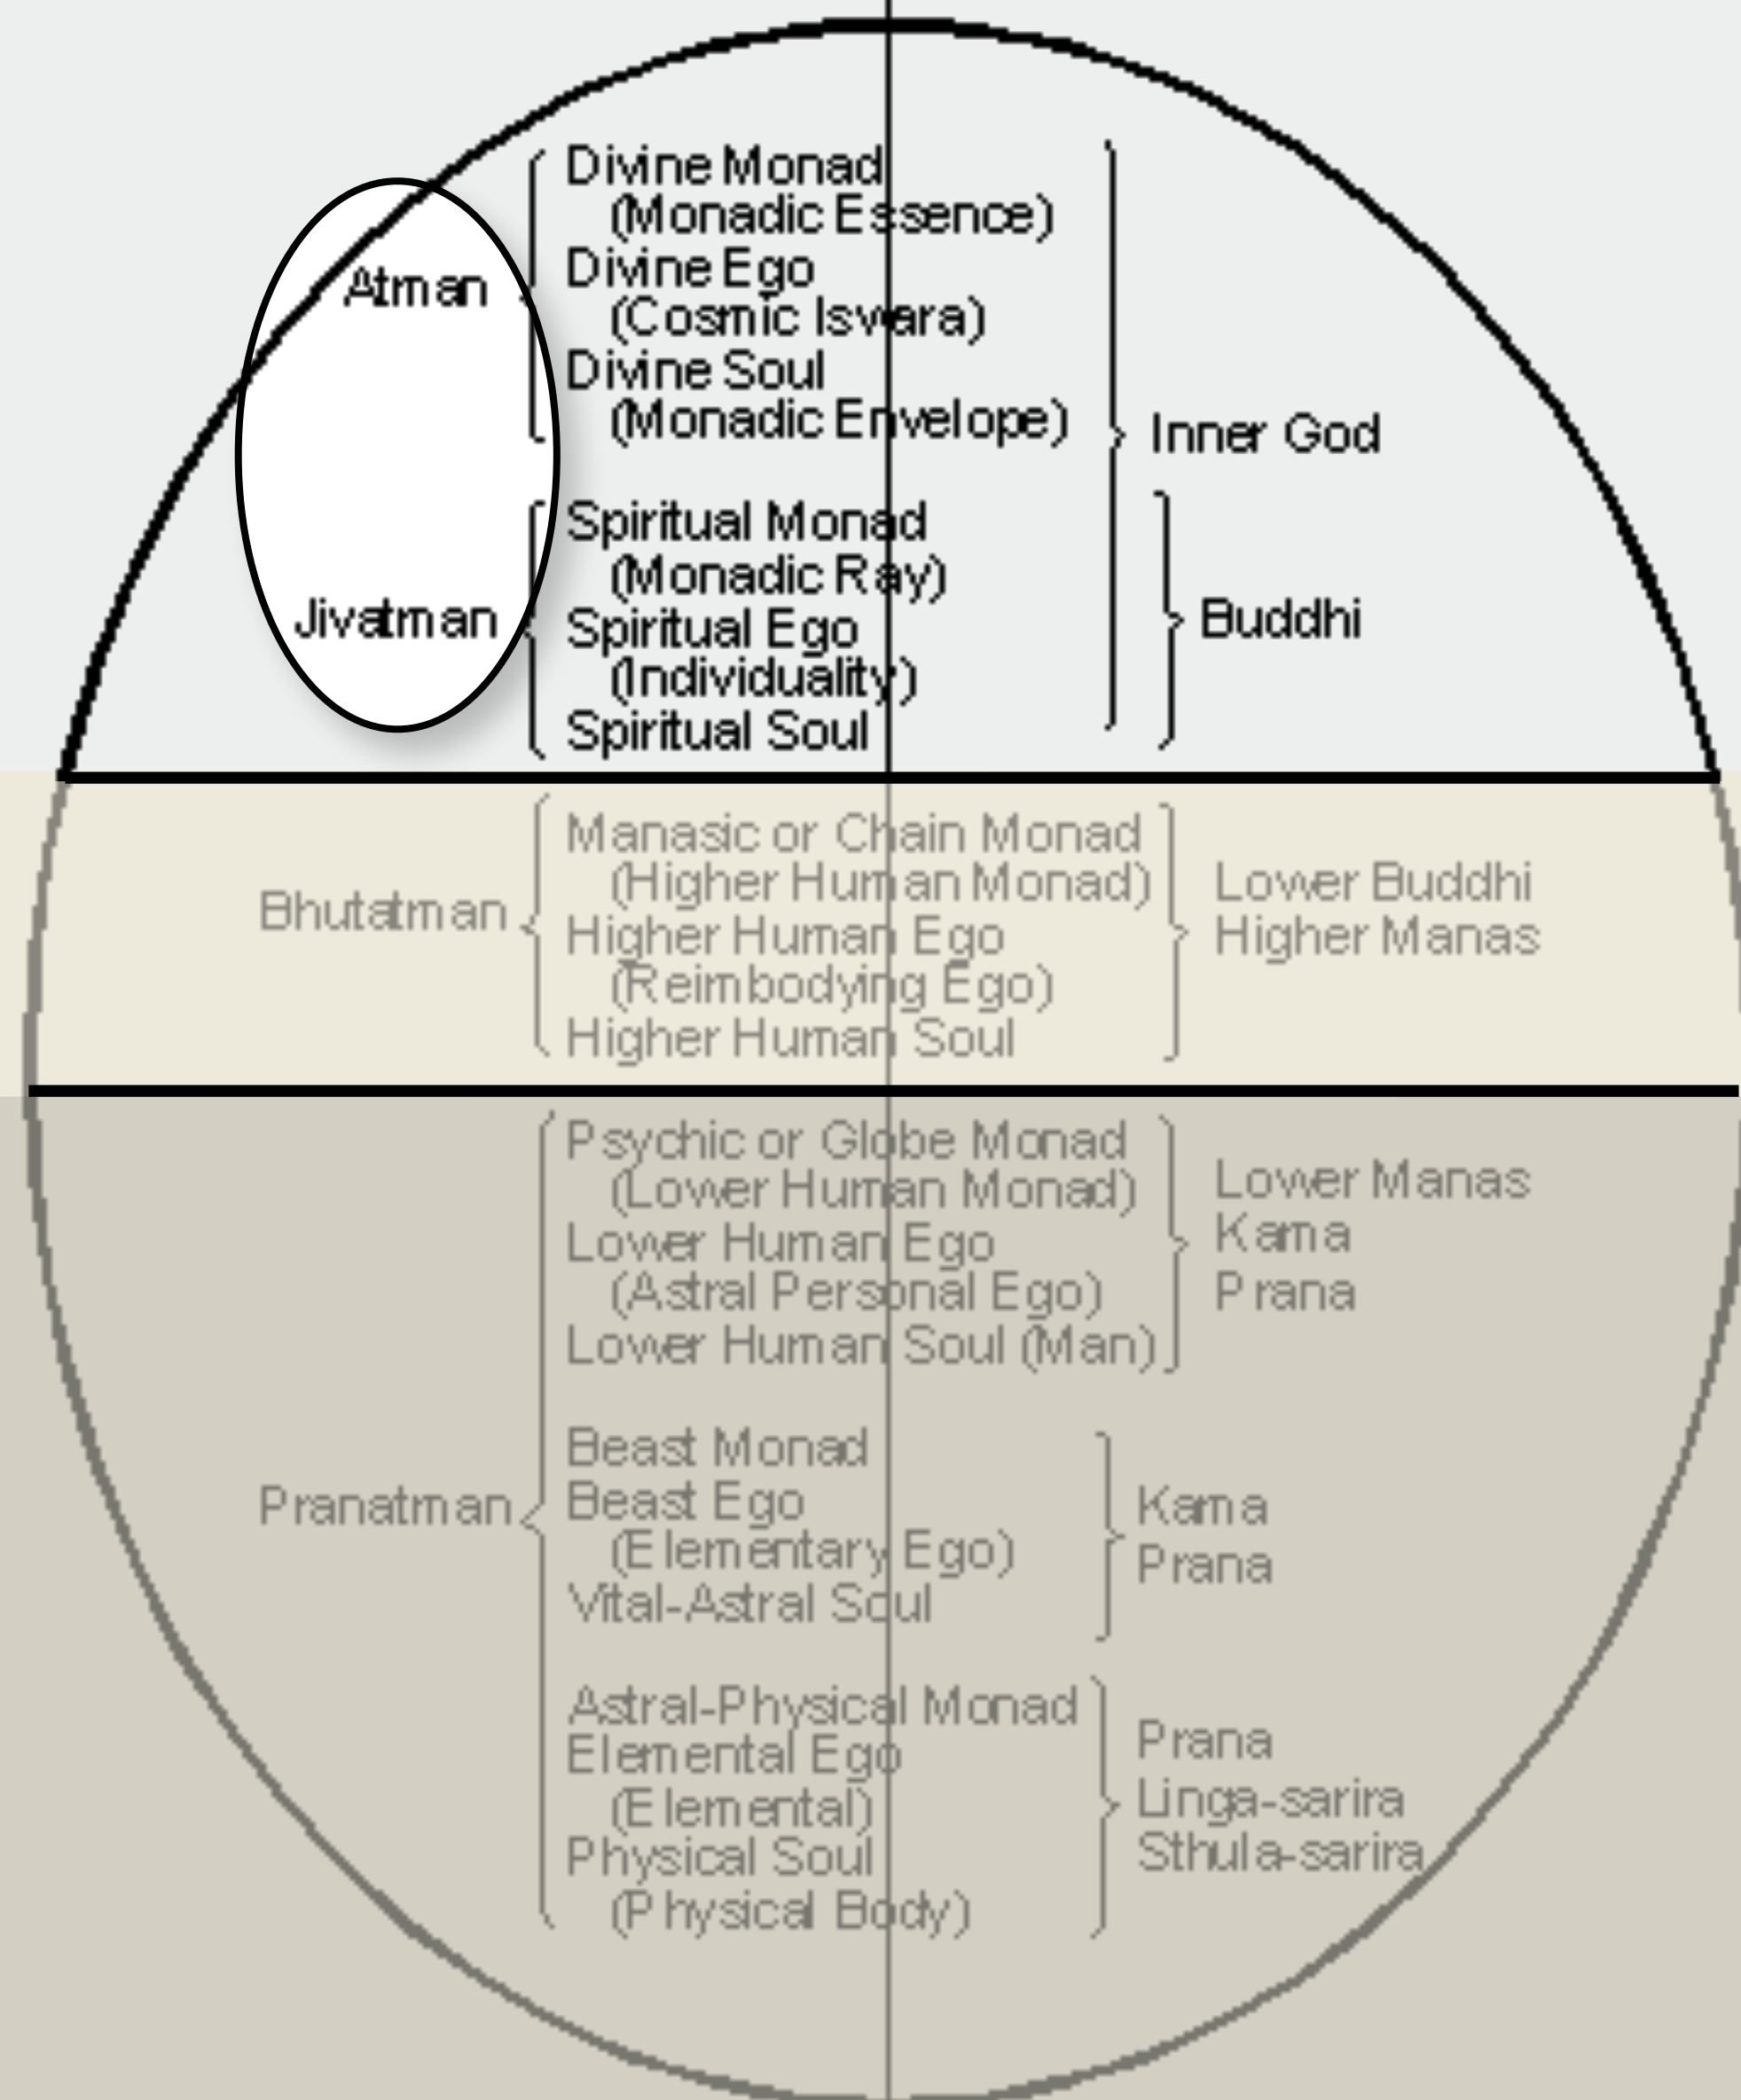 Divine Monad
(Monadic Essence)
Atman
Divine Ego
(Cosmic Iswara)
Divine Soul
(Monadic Envelope)
Inner God
Spiritual Monad
(Monadic Ray)
Jivatman
Spiritual Ego
Buddhi
(Individuality)
Spiritual Soul
Manasic or Chain Monad
(Higher Human Monad)
Lower Buddhi
Bhutatman
Higher Human Ego
Higher Manas
(Reimbodying Ego)
Higher Human Soul
Psychic or Globe Monad
(Lower Human Monad)
Lower Manas
Lower Human Ego
Kama
(Astral Personal Ego)
Prana
Lower Human Soul (Man)
Beast Monad
Pranatman
Beast Ego
Kama
(Elementary Ego)
Prana
Vital-Astral Soul
Astral-Physical Monad
Elemental Ego
Prana
(Elemental)
Linga-sarira
Physical Soul
Sthula-sarira
(Physical Body)